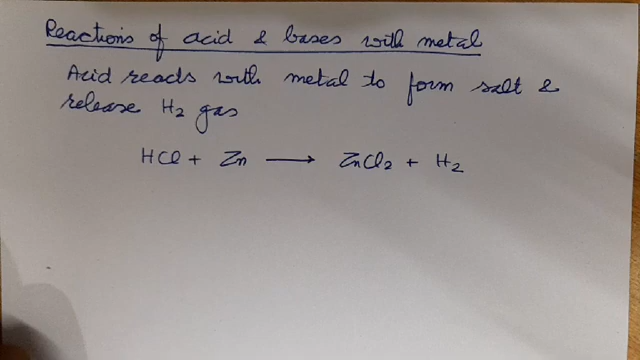 Reactions of acid & bases with metal
Acid reacts with metal to form salt &
release H₂ gas
HCl + Zn ⟶ ZnCl₂ + H₂